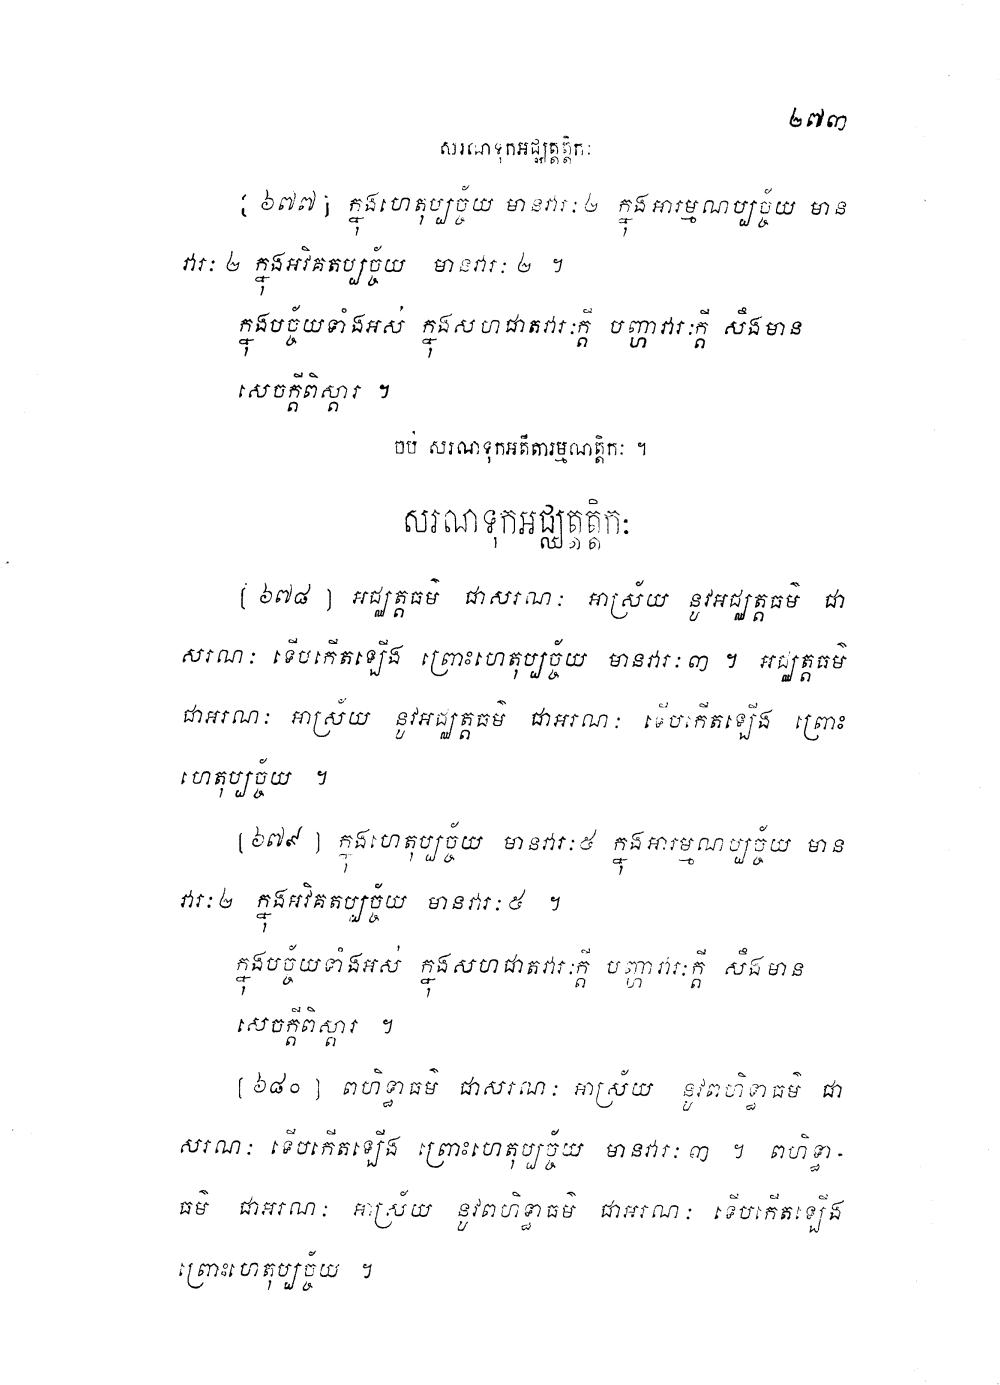 ២៧៣
សរណទុកអជ្ឈត្តត្តិកៈ
[ ៦៧៧ ] ក្នុងហេតុប្បច្ច័យ មានវារៈ ២ ក្នុងអារម្មណប្បច្ច័យ មាន
វារៈ ២ ក្នុងអវិគតប្បច្ច័យ មានវារៈ ២ ។
ក្នុងបច្ច័យទាំងអស់ ក្នុងសហជាតវារៈក្តី បញ្ហាវារៈក្តី សឹងមាន
សេចក្តីពិស្តារ ។
ចប់ សរណទុកអតីតារម្មណត្តិកៈ ។
សរណទុកអជ្ឈត្តត្តិកៈ
[ ៦៧៨ ] អជ្ឈត្តធម៌ ជាសរណៈ អាស្រ័យ នូវអជ្ឈត្តធម៌ ជា
សរណៈ ទើបកើតឡើង ព្រោះហេតុប្បច្ច័យ មានវារៈ ៣ ។ អជ្ឈត្តធម៌
ជាអរណៈ អាស្រ័យ នូវអជ្ឈត្តធម៌ ជាអរណៈ ទើបកើតឡើង ព្រោះ
ហេតុប្បច្ច័យ ។
[ ៦៧៩ ] ក្នុងហេតុប្បច្ច័យ មានវារៈ ៥ ក្នុងអារម្មណប្បច្ច័យ មាន
វារៈ ២ ក្នុងអវិគតប្បច្ច័យ មានវារៈ ៥ ។
ក្នុងបច្ច័យទាំងអស់ ក្នុងសហជាតវារៈក្តី បញ្ហាវារៈក្តី សឹងមាន
សេចក្តីពិស្តារ ។
[ ៦៨០ ] ពហិទ្ធាធម៌ ជាសរណៈ អាស្រ័យ នូវពហិទ្ធាធម៌ ជា
សរណៈ ទើបកើតឡើង ព្រោះហេតុប្បច្ច័យ មានវារៈ ៣ ។ ពហិទ្ធា-
ធម៌ ជាអរណៈ អាស្រ័យ នូវពហិទ្ធាធម៌ ជាអរណៈ ទើបកើតឡើង
ព្រោះហេតុប្បច្ច័យ ។